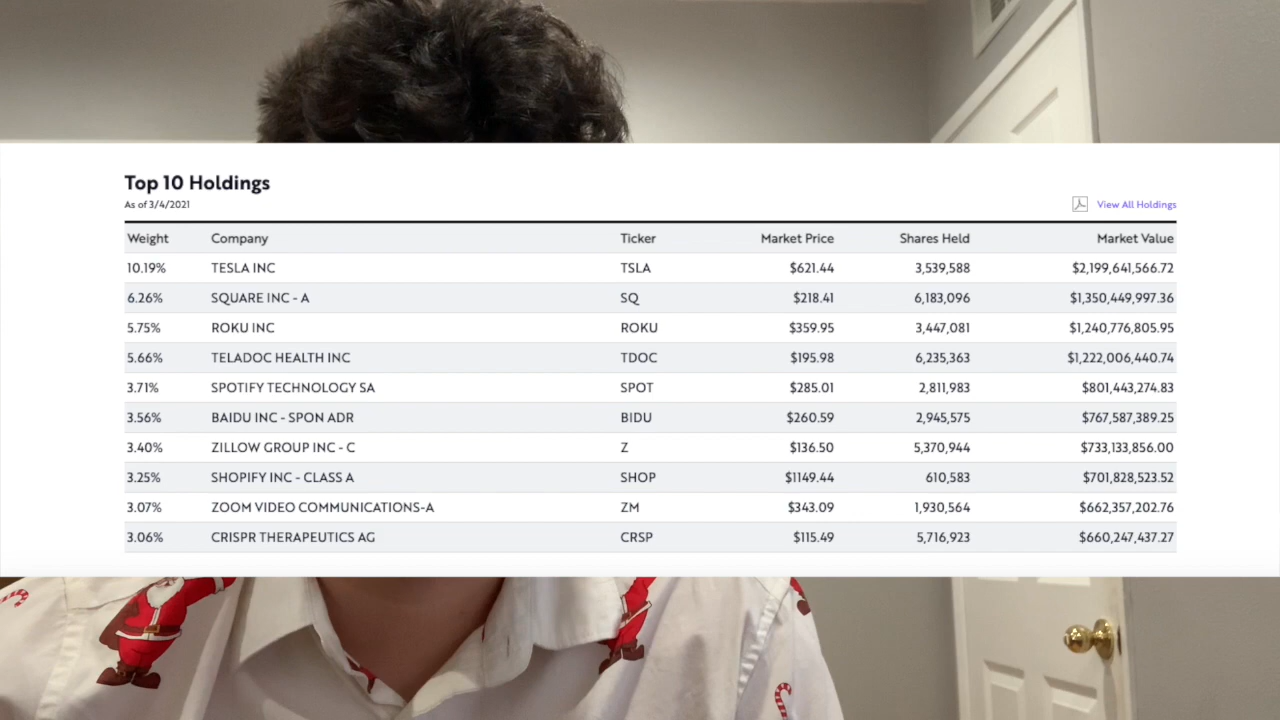 Top 10 Holdings
As of 3/4/2021
View All Holdings
Weight Company Ticker Market Price Shares Held Market Value
10.19% TESLA INC TSLA $621.44 3,539,588 $2,199,641,566.72
6.26% SQUARE INC - A SQ $218.41 6,183,096 $1,350,449,997.36
5.75% ROKU INC ROKU $359.95 3,447,081 $1,240,776,805.95
5.66% TELADOC HEALTH INC TDOC $195.98 6,235,363 $1,222,006,440.74
3.71% SPOTIFY TECHNOLOGY SA SPOT $285.01 2,811,983 $801,443,274.83
3.56% BAIDU INC - SPON ADR BIDU $260.59 2,945,575 $767,587,389.25
3.40% ZILLOW GROUP INC - C Z $136.50 5,370,944 $733,133,856.00
3.25% SHOPIFY INC - CLASS A SHOP $1149.44 610,583 $701,828,523.52
3.07% ZOOM VIDEO COMMUNICATIONS-A ZM $343.09 1,930,564 $662,357,202.76
3.06% CRISPR THERAPEUTICS AG CRSP $115.49 5,716,923 $660,247,437.27